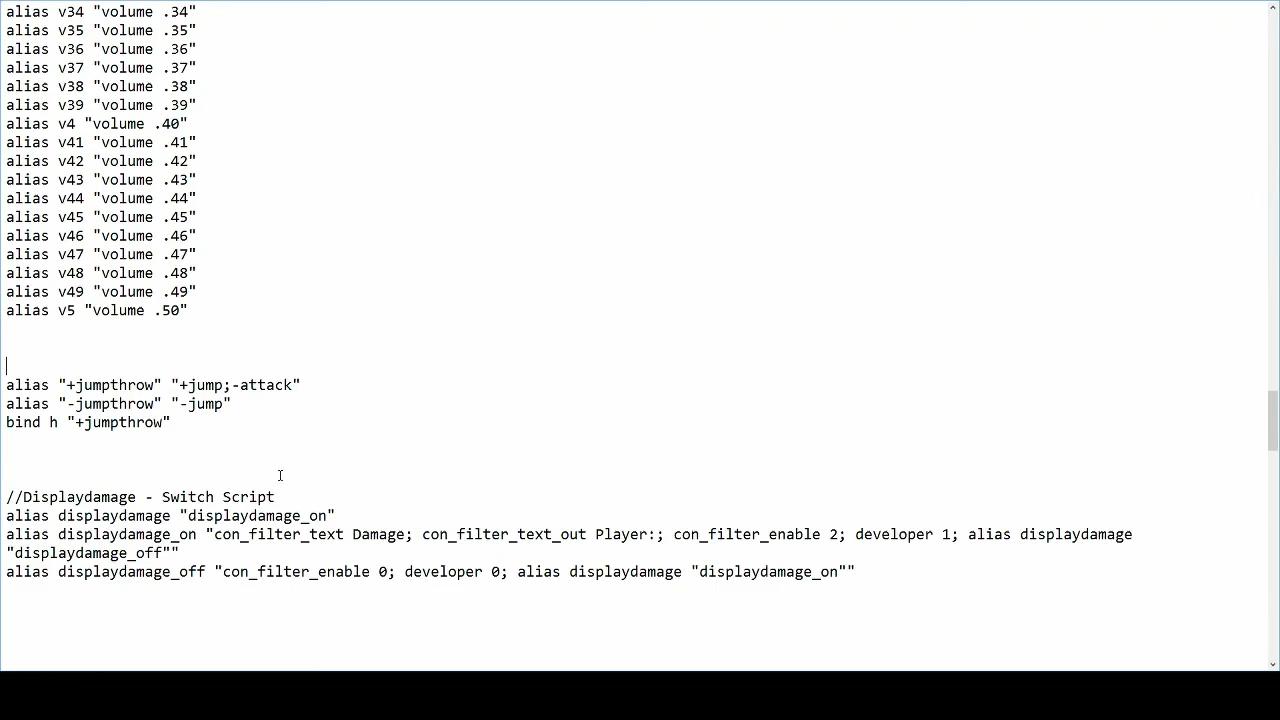 alias v34 "volume .34"
alias v35 "volume .35"
alias v36 "volume .36"
alias v37 "volume .37"
alias v38 "volume .38"
alias v39 "volume .39"
alias v4 "volume .40"
alias v41 "volume .41"
alias v42 "volume .42"
alias v43 "volume .43"
alias v44 "volume .44"
alias v45 "volume .45"
alias v46 "volume .46"
alias v47 "volume .47"
alias v48 "volume .48"
alias v49 "volume .49"
alias v5 "volume .50"
alias "+jumpthrow" "+jump;-attack"
alias "-jumpthrow" "-jump"
bind h "+jumpthrow"
//Displaydamage - Switch Script
alias displaydamage "displaydamage_on"
alias displaydamage_on "con_filter_text Damage; con_filter_text_out Player:; con_filter_enable 2; developer 1; alias displaydamage
"displaydamage_off""
alias displaydamage_off "con_filter_enable 0; developer 0; alias displaydamage "displaydamage_on""